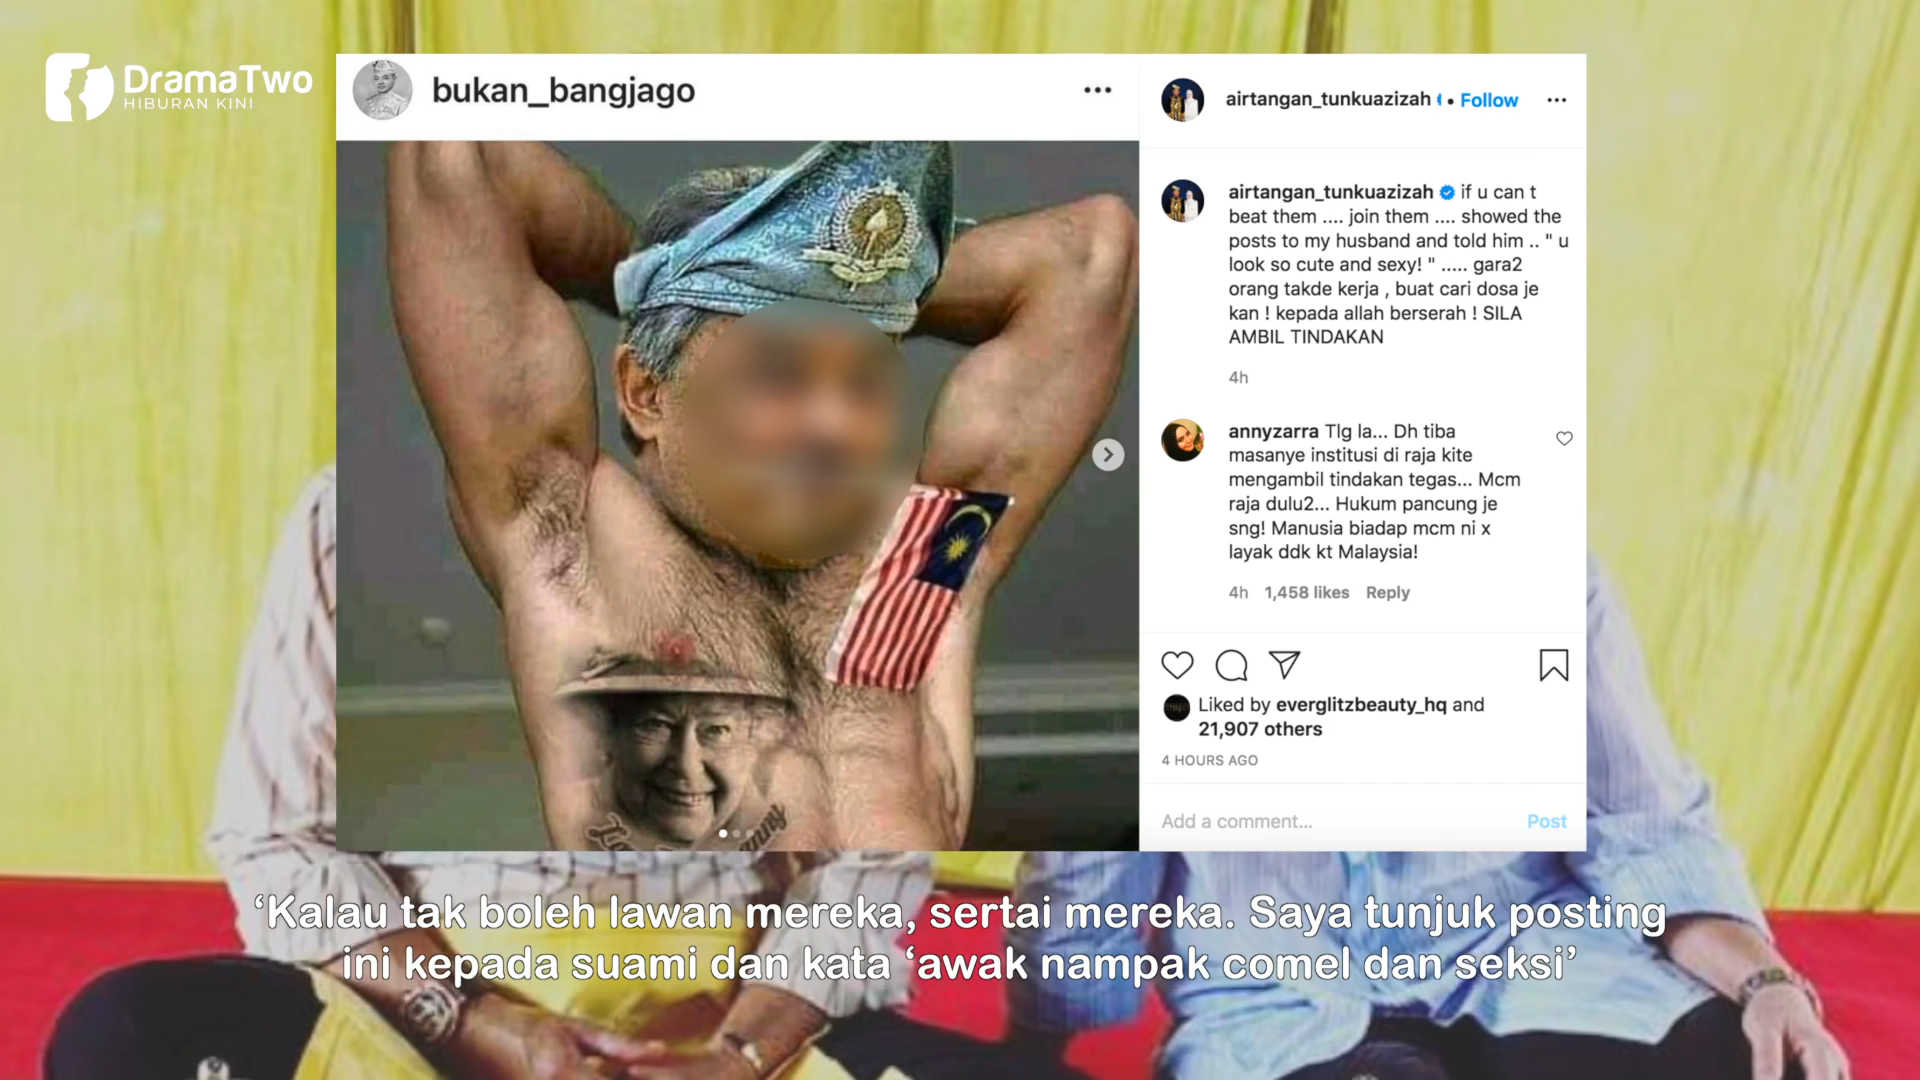 DramaTwo
HIBURAN KINI
bukan_bangjago
airtangan_tunkuazizah
• Follow
airtangan_tunkuazizah if u can t
beat them .... join them .... showed the
posts to my husband and told him .. " u
look so cute and sexy! " ..... gara2
orang takde kerja , buat cari dosa je
kan ! kepada allah berserah ! SILA
AMBIL TINDAKAN
4h
annyzarra Tlg la... Dh tiba
masanye institusi di raja kite
mengambil tindakan tegas... Mcm
raja dulu2... Hukum pancung je
sng! Manusia biadap mcm ni x
layak ddk kt Malaysia!
4h 1,458 likes Reply
Liked by everglitzbeauty_hq and
21,907 others
4 HOURS AGO
Add a comment... Post
‘Kalau tak boleh lawan mereka, sertai mereka. Saya tunjuk posting
ini kepada suami dan kata ‘awak nampak comel dan seksi’